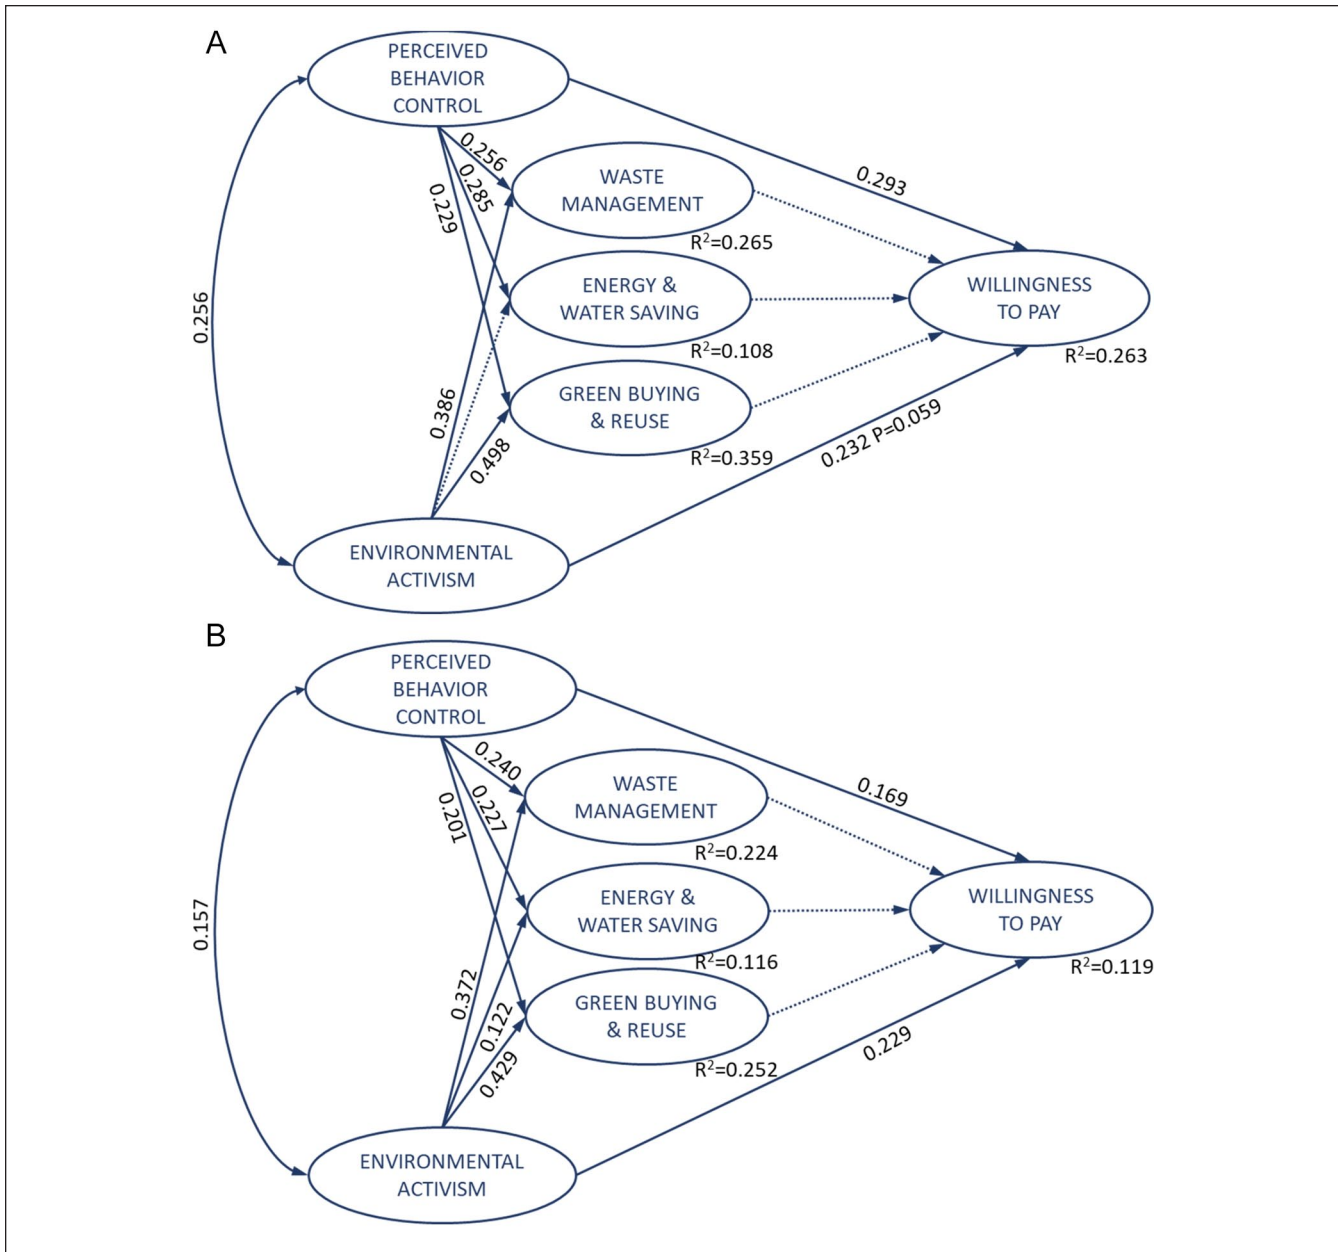 A
PERCEIVED
BEHAVIOR
CONTROL
0.256
0.285
0.229
WASTE
MANAGEMENT
R²=0.265
0.293
ENERGY &
WATER SAVING
R²=0.108
WILLINGNESS
TO PAY
R²=0.263
0.256
GREEN BUYING
& REUSE
R²=0.359
0.386
0.498
0.232 P=0.059
ENVIRONMENTAL
ACTIVISM
B
PERCEIVED
BEHAVIOR
CONTROL
0.240
0.227
0.201
WASTE
MANAGEMENT
R²=0.224
0.169
ENERGY &
WATER SAVING
R²=0.116
WILLINGNESS
TO PAY
R²=0.119
0.157
GREEN BUYING
& REUSE
R²=0.252
0.372
0.122
0.429
0.229
ENVIRONMENTAL
ACTIVISM